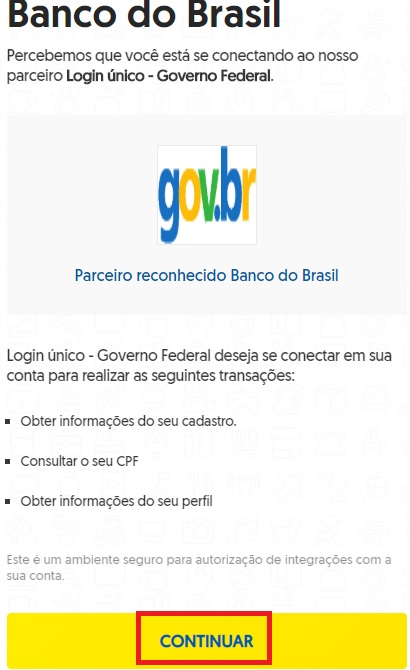 Banco do Brasil
Percebemos que você está se conectando ao nosso
parceiro Login único - Governo Federal.
gov.br
Parceiro reconhecido Banco do Brasil
Login único - Governo Federal deseja se conectar em sua
conta para realizar as seguintes transações:
Obter informações do seu cadastro.
Consultar o seu CPF
Obter informações do seu perfil
Este é um ambiente seguro para autorização de integrações com a
sua conta.
CONTINUAR